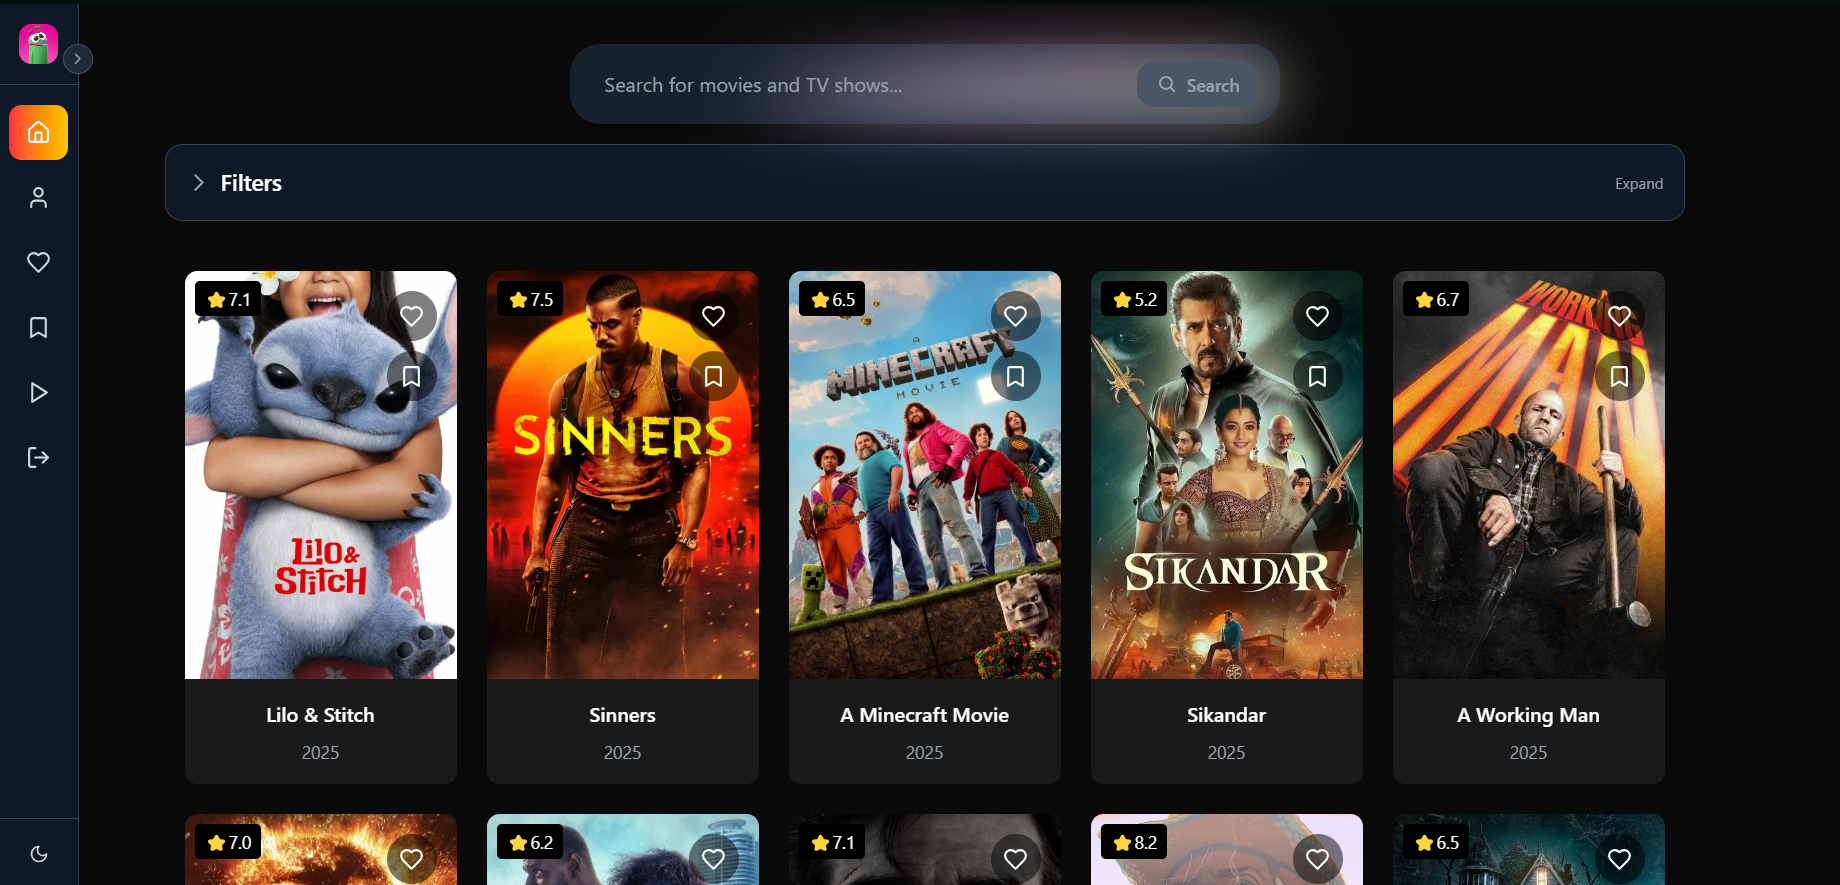 Search for movies and TV shows...
Search
Filters
Expand
7.1
LiLO &
STiTCH
Lilo & Stitch
2025
7.5
SINNERS
Sinners
2025
6.5
A
MINECRAFT
MOVIE
A Minecraft Movie
2025
5.2
SIKANDAR
Sikandar
2025
6.7
WORKING
MAN
A Working Man
2025
7.0
6.2
7.1
8.2
6.5